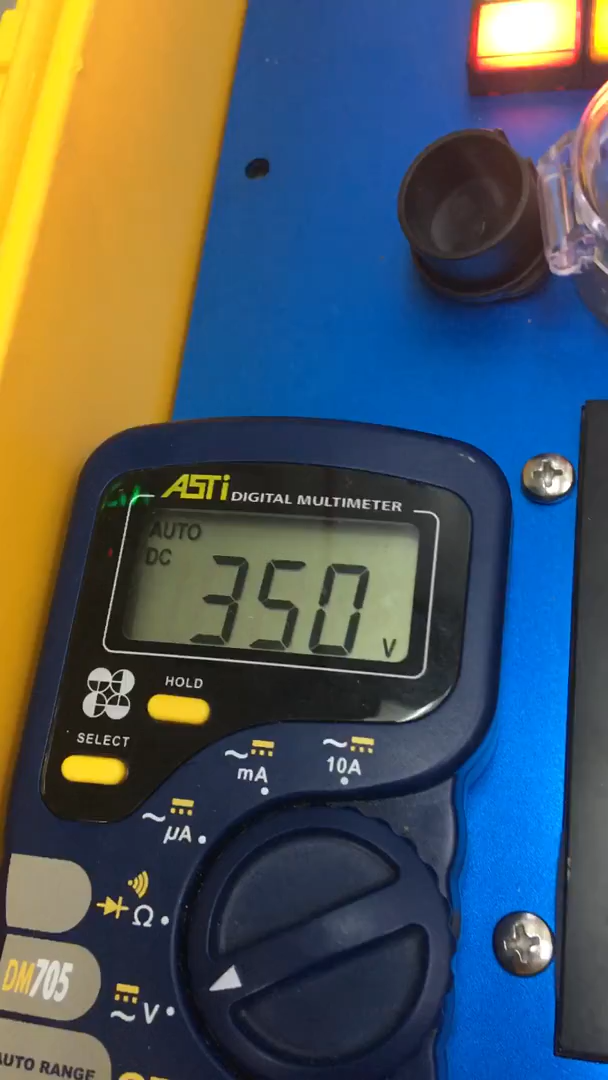 ASTi DIGITAL MULTIMETER
AUTO
DC
350 V
HOLD
SELECT
mA
10A
µA
Ω
DM705
V
AUTO RANGE